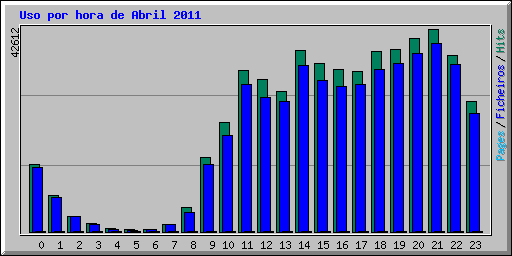 Uso por hora de Abril 2011
42612
Pages / Ficheiros / Hits
0 1 2 3 4 5 6 7 8 9 10 11 12 13 14 15 16 17 18 19 20 21 22 23